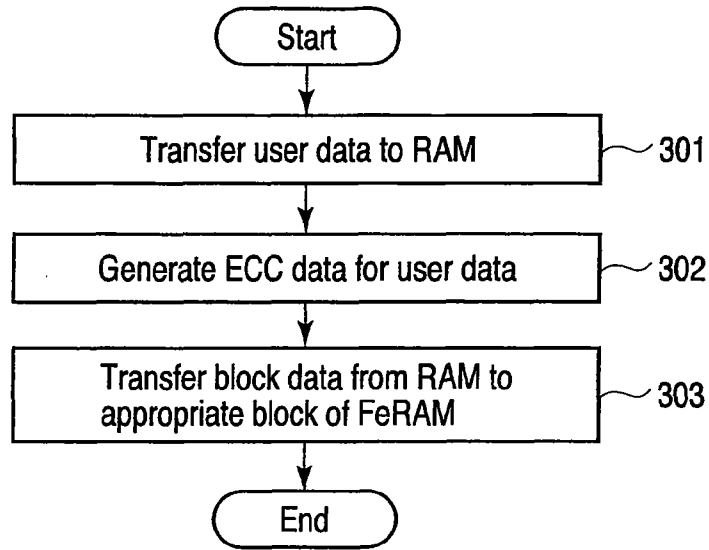 Start
Transfer user data to RAM
301
Generate ECC data for user data
302
Transfer block data from RAM to
appropriate block of FeRAM
303
End